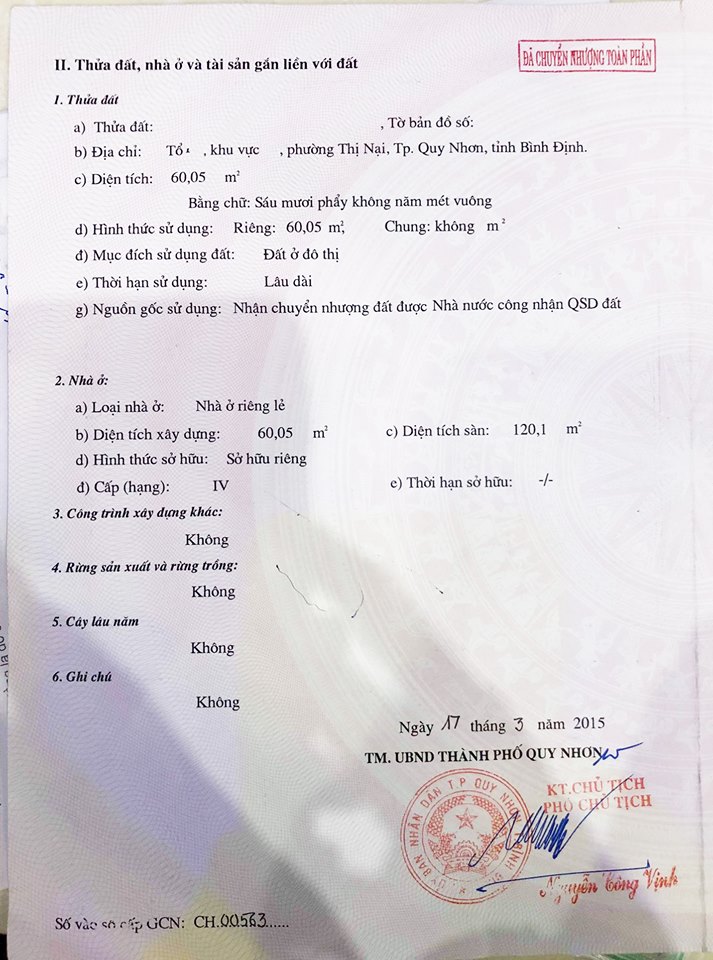 II. Thửa đất, nhà ở và tài sản gắn liền với đất
ĐÃ CHUYỂN NHƯỢNG TOÀN PHẦN
1. Thửa đất
a) Thửa đất: , Tờ bản đồ số:
b) Địa chỉ: Tổ , khu vực , phường Thị Nại, Tp. Quy Nhơn, tỉnh Bình Định.
c) Diện tích: 60,05 m²
Bằng chữ: Sáu mươi phẩy không năm mét vuông
d) Hình thức sử dụng: Riêng: 60,05 m², Chung: không m²
đ) Mục đích sử dụng đất: Đất ở đô thị
e) Thời hạn sử dụng: Lâu dài
g) Nguồn gốc sử dụng: Nhận chuyển nhượng đất được Nhà nước công nhận QSD đất
2. Nhà ở:
a) Loại nhà ở: Nhà ở riêng lẻ
b) Diện tích xây dựng: 60,05 m² c) Diện tích sàn: 120,1 m²
d) Hình thức sở hữu: Sở hữu riêng
đ) Cấp (hạng): IV e) Thời hạn sở hữu: -/-
3. Công trình xây dựng khác:
Không
4. Rừng sản xuất và rừng trồng:
Không
5. Cây lâu năm
Không
6. Ghi chú
Không
Ngày 17 tháng 3 năm 2015
TM. UBND THÀNH PHỐ QUY NHƠN
KT.CHỦ TỊCH
PHÓ CHỦ TỊCH
ỦY BAN NHÂN DÂN T.P QUY NHƠN
Nguyễn Công Vịnh
Số vào sổ cấp GCN: CH.00563......